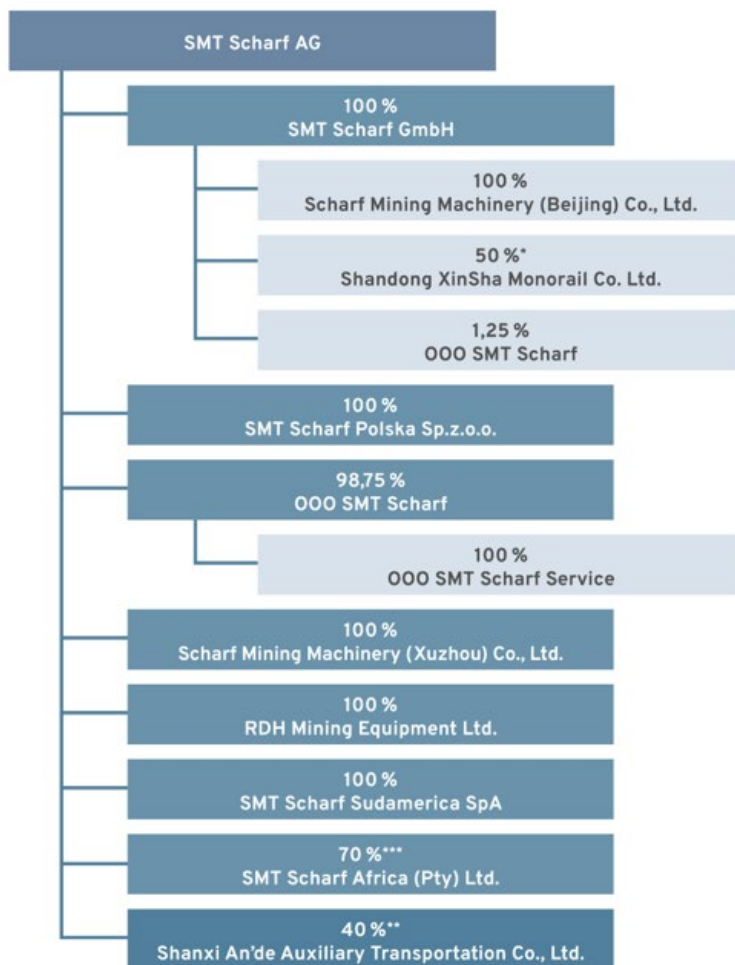 SMT Scharf AG
100 %
SMT Scharf GmbH
100 %
Scharf Mining Machinery (Beijing) Co., Ltd.
50 %*
Shandong XinSha Monorail Co. Ltd.
1,25 %
OOO SMT Scharf
100 %
SMT Scharf Polska Sp.z.o.o.
98,75 %
OOO SMT Scharf
100 %
OOO SMT Scharf Service
100 %
Scharf Mining Machinery (Xuzhou) Co., Ltd.
100 %
RDH Mining Equipment Ltd.
100 %
SMT Scharf Sudamerica SpA
70 %***
SMT Scharf Africa (Pty) Ltd.
40 %**
Shanxi An'de Auxiliary Transportation Co., Ltd.